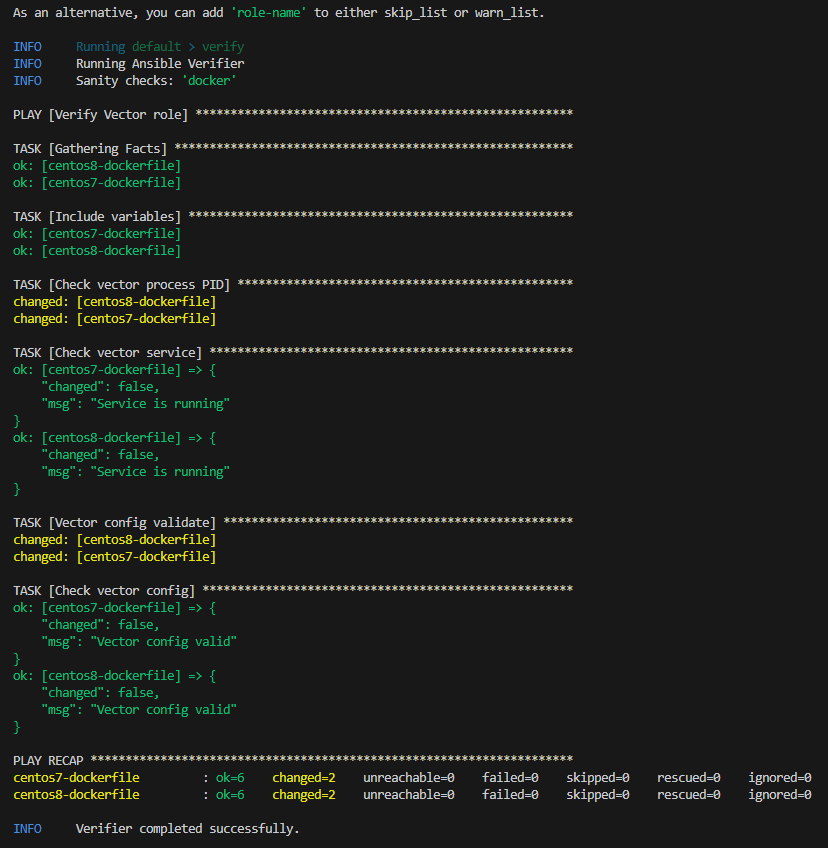 As an alternative, you can add 'role-name' to either skip_list or warn_list.
INFO     Running default > verify
INFO     Running Ansible Verifier
INFO     Sanity checks: 'docker'
PLAY [Verify Vector role] ******************************************************
TASK [Gathering Facts] *********************************************************
ok: [centos8-dockerfile]
ok: [centos7-dockerfile]
TASK [Include variables] *******************************************************
ok: [centos7-dockerfile]
ok: [centos8-dockerfile]
TASK [Check vector process PID] ************************************************
changed: [centos8-dockerfile]
changed: [centos7-dockerfile]
TASK [Check vector service] ****************************************************
ok: [centos7-dockerfile] => {
    "changed": false,
    "msg": "Service is running"
}
ok: [centos8-dockerfile] => {
    "changed": false,
    "msg": "Service is running"
}
TASK [Vector config validate] **************************************************
changed: [centos8-dockerfile]
changed: [centos7-dockerfile]
TASK [Check vector config] *****************************************************
ok: [centos7-dockerfile] => {
    "changed": false,
    "msg": "Vector config valid"
}
ok: [centos8-dockerfile] => {
    "changed": false,
    "msg": "Vector config valid"
}
PLAY RECAP *********************************************************************
centos7-dockerfile         : ok=6    changed=2    unreachable=0    failed=0    skipped=0    rescued=0    ignored=0
centos8-dockerfile         : ok=6    changed=2    unreachable=0    failed=0    skipped=0    rescued=0    ignored=0
INFO     Verifier completed successfully.